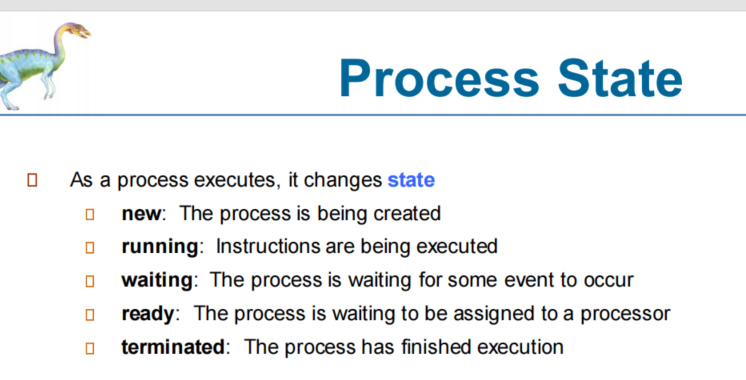 Process State
As a process executes, it changes state
new: The process is being created
running: Instructions are being executed
waiting: The process is waiting for some event to occur
ready: The process is waiting to be assigned to a processor
terminated: The process has finished execution